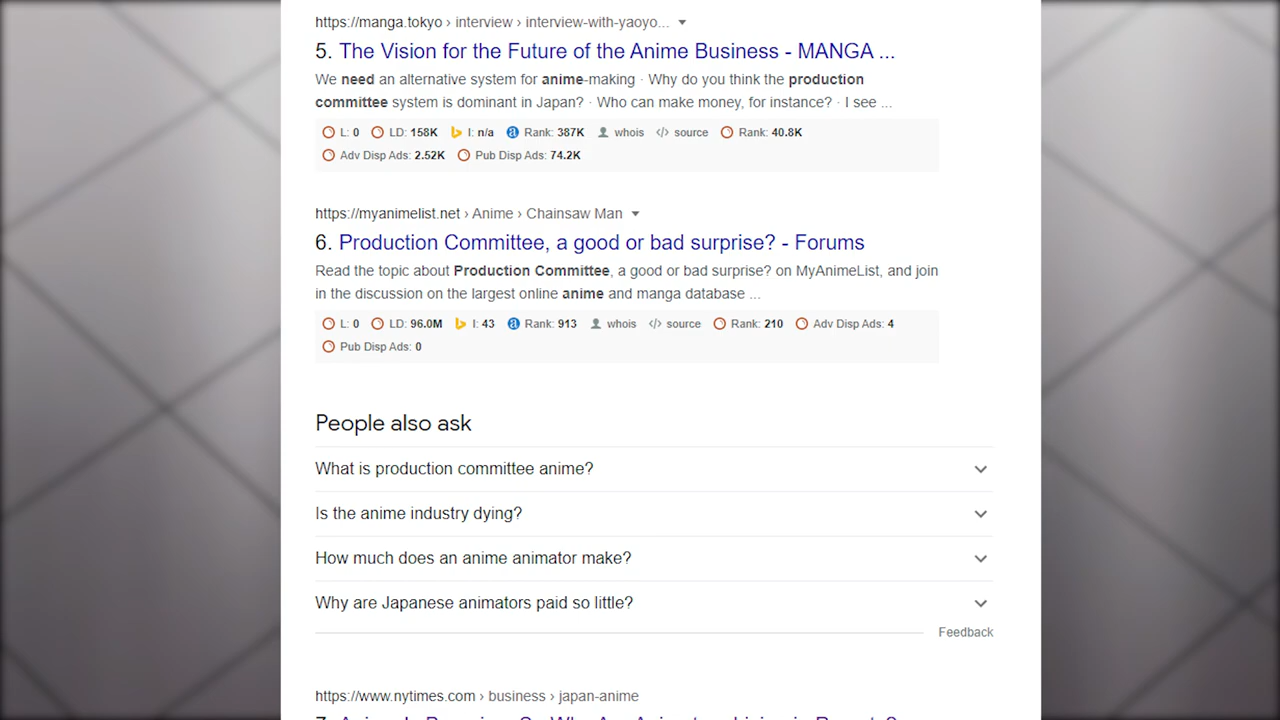 https://manga.tokyo › interview › interview-with-yaoyo...
5. The Vision for the Future of the Anime Business - MANGA ...
We need an alternative system for anime-making · Why do you think the production
committee system is dominant in Japan? · Who can make money, for instance? · I see ...
L: 0 LD: 158K I: n/a Rank: 387K whois </> source Rank: 40.8K
Adv Disp Ads: 2.52K Pub Disp Ads: 74.2K
https://myanimelist.net › Anime › Chainsaw Man
6. Production Committee, a good or bad surprise? - Forums
Read the topic about Production Committee, a good or bad surprise? on MyAnimeList, and join
in the discussion on the largest online anime and manga database ...
L: 0 LD: 96.0M I: 43 Rank: 913 whois </> source Rank: 210 Adv Disp Ads: 4
Pub Disp Ads: 0
People also ask
What is production committee anime?
Is the anime industry dying?
How much does an anime animator make?
Why are Japanese animators paid so little?
Feedback
https://www.nytimes.com › business › japan-anime